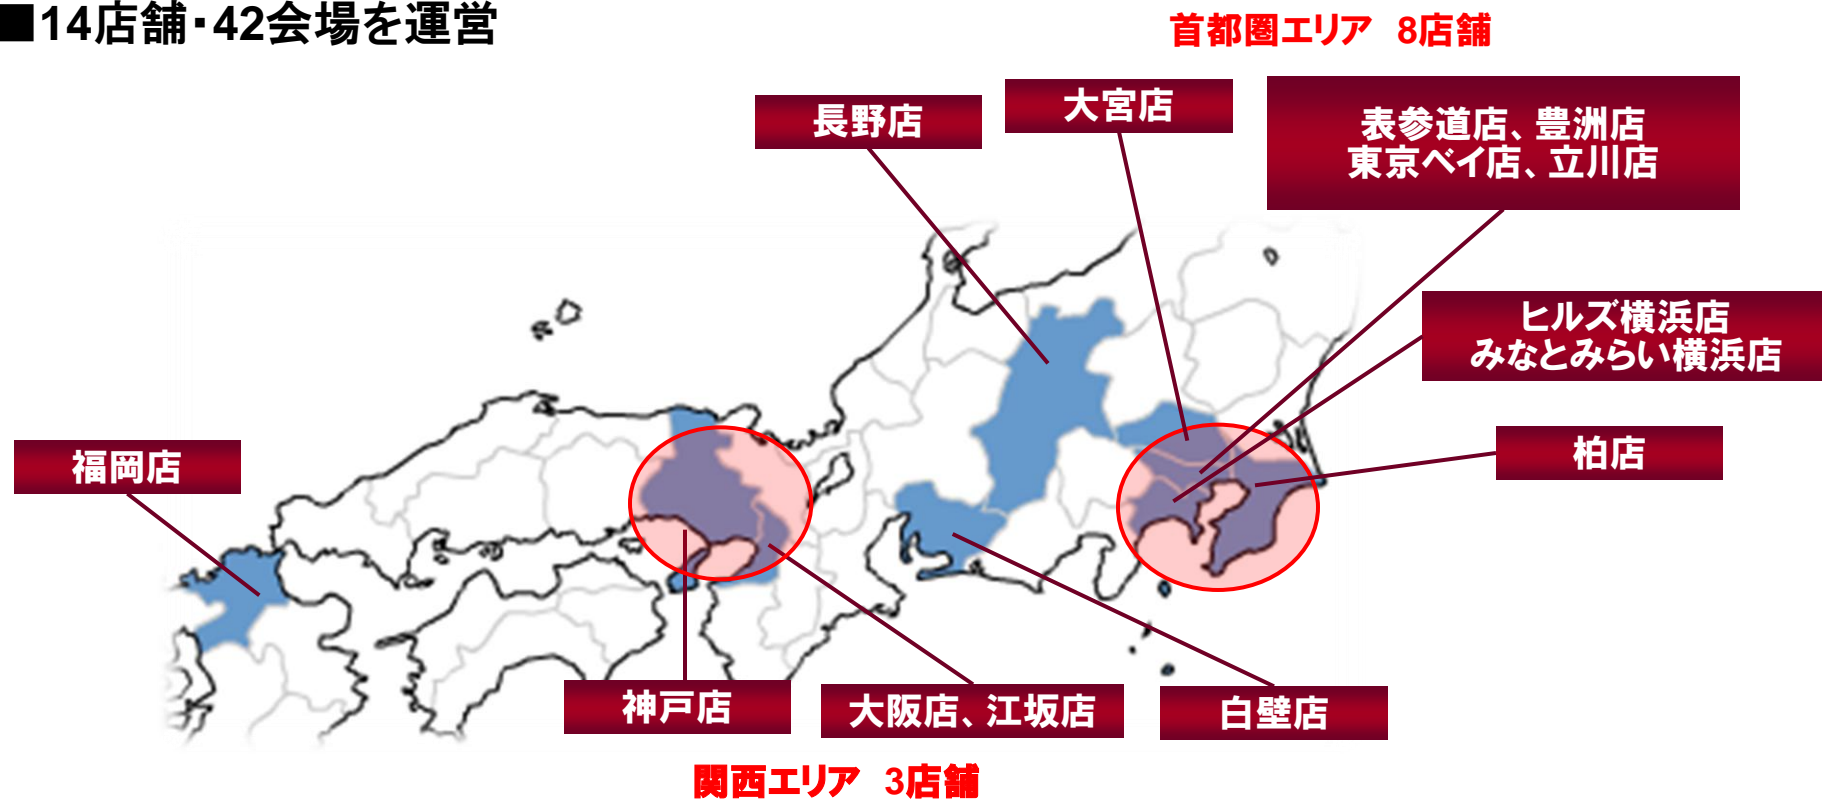 ■14店舗・42会場を運営
首都圏エリア 8店舗
長野店
大宮店
表参道店、豊洲店
東京ベイ店、立川店
ヒルズ横浜店
みなとみらい横浜店
柏店
福岡店
神戸店
大阪店、江坂店
白壁店
関西エリア 3店舗